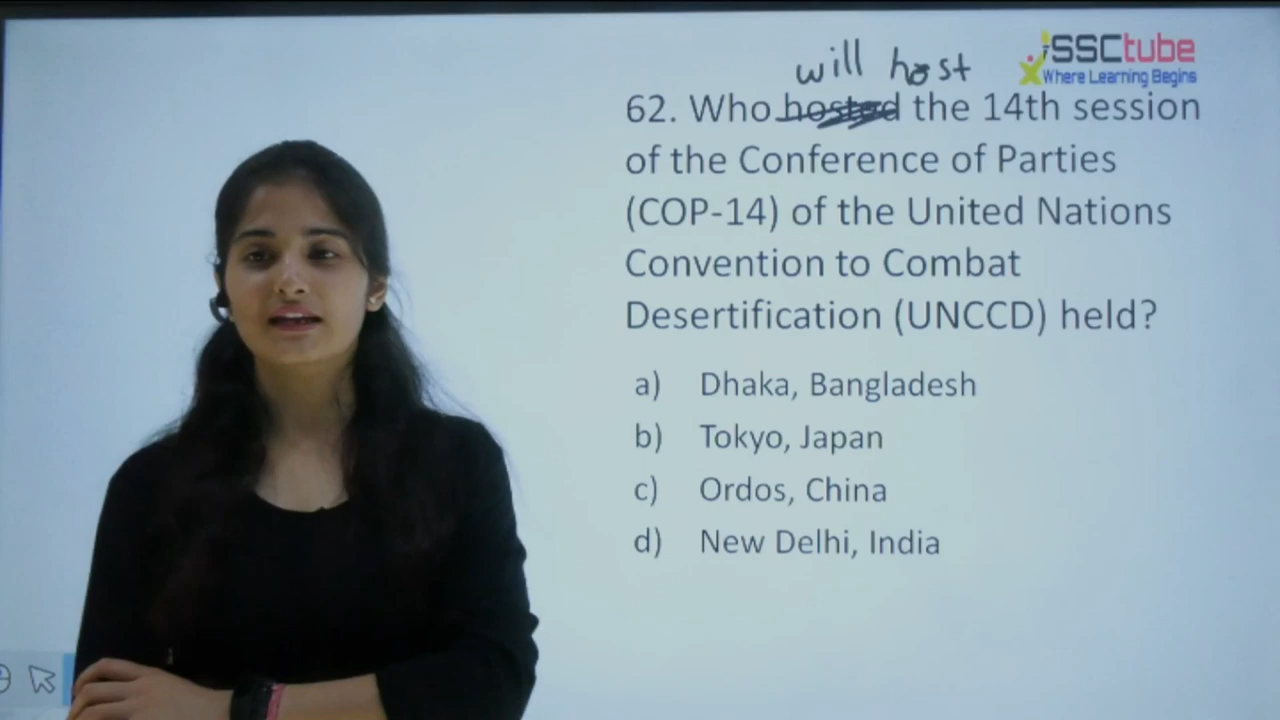 SSCtube
Where Learning Begins
will host
62. Who hosted the 14th session
of the Conference of Parties
(COP-14) of the United Nations
Convention to Combat
Desertification (UNCCD) held?
a) Dhaka, Bangladesh
b) Tokyo, Japan
c) Ordos, China
d) New Delhi, India